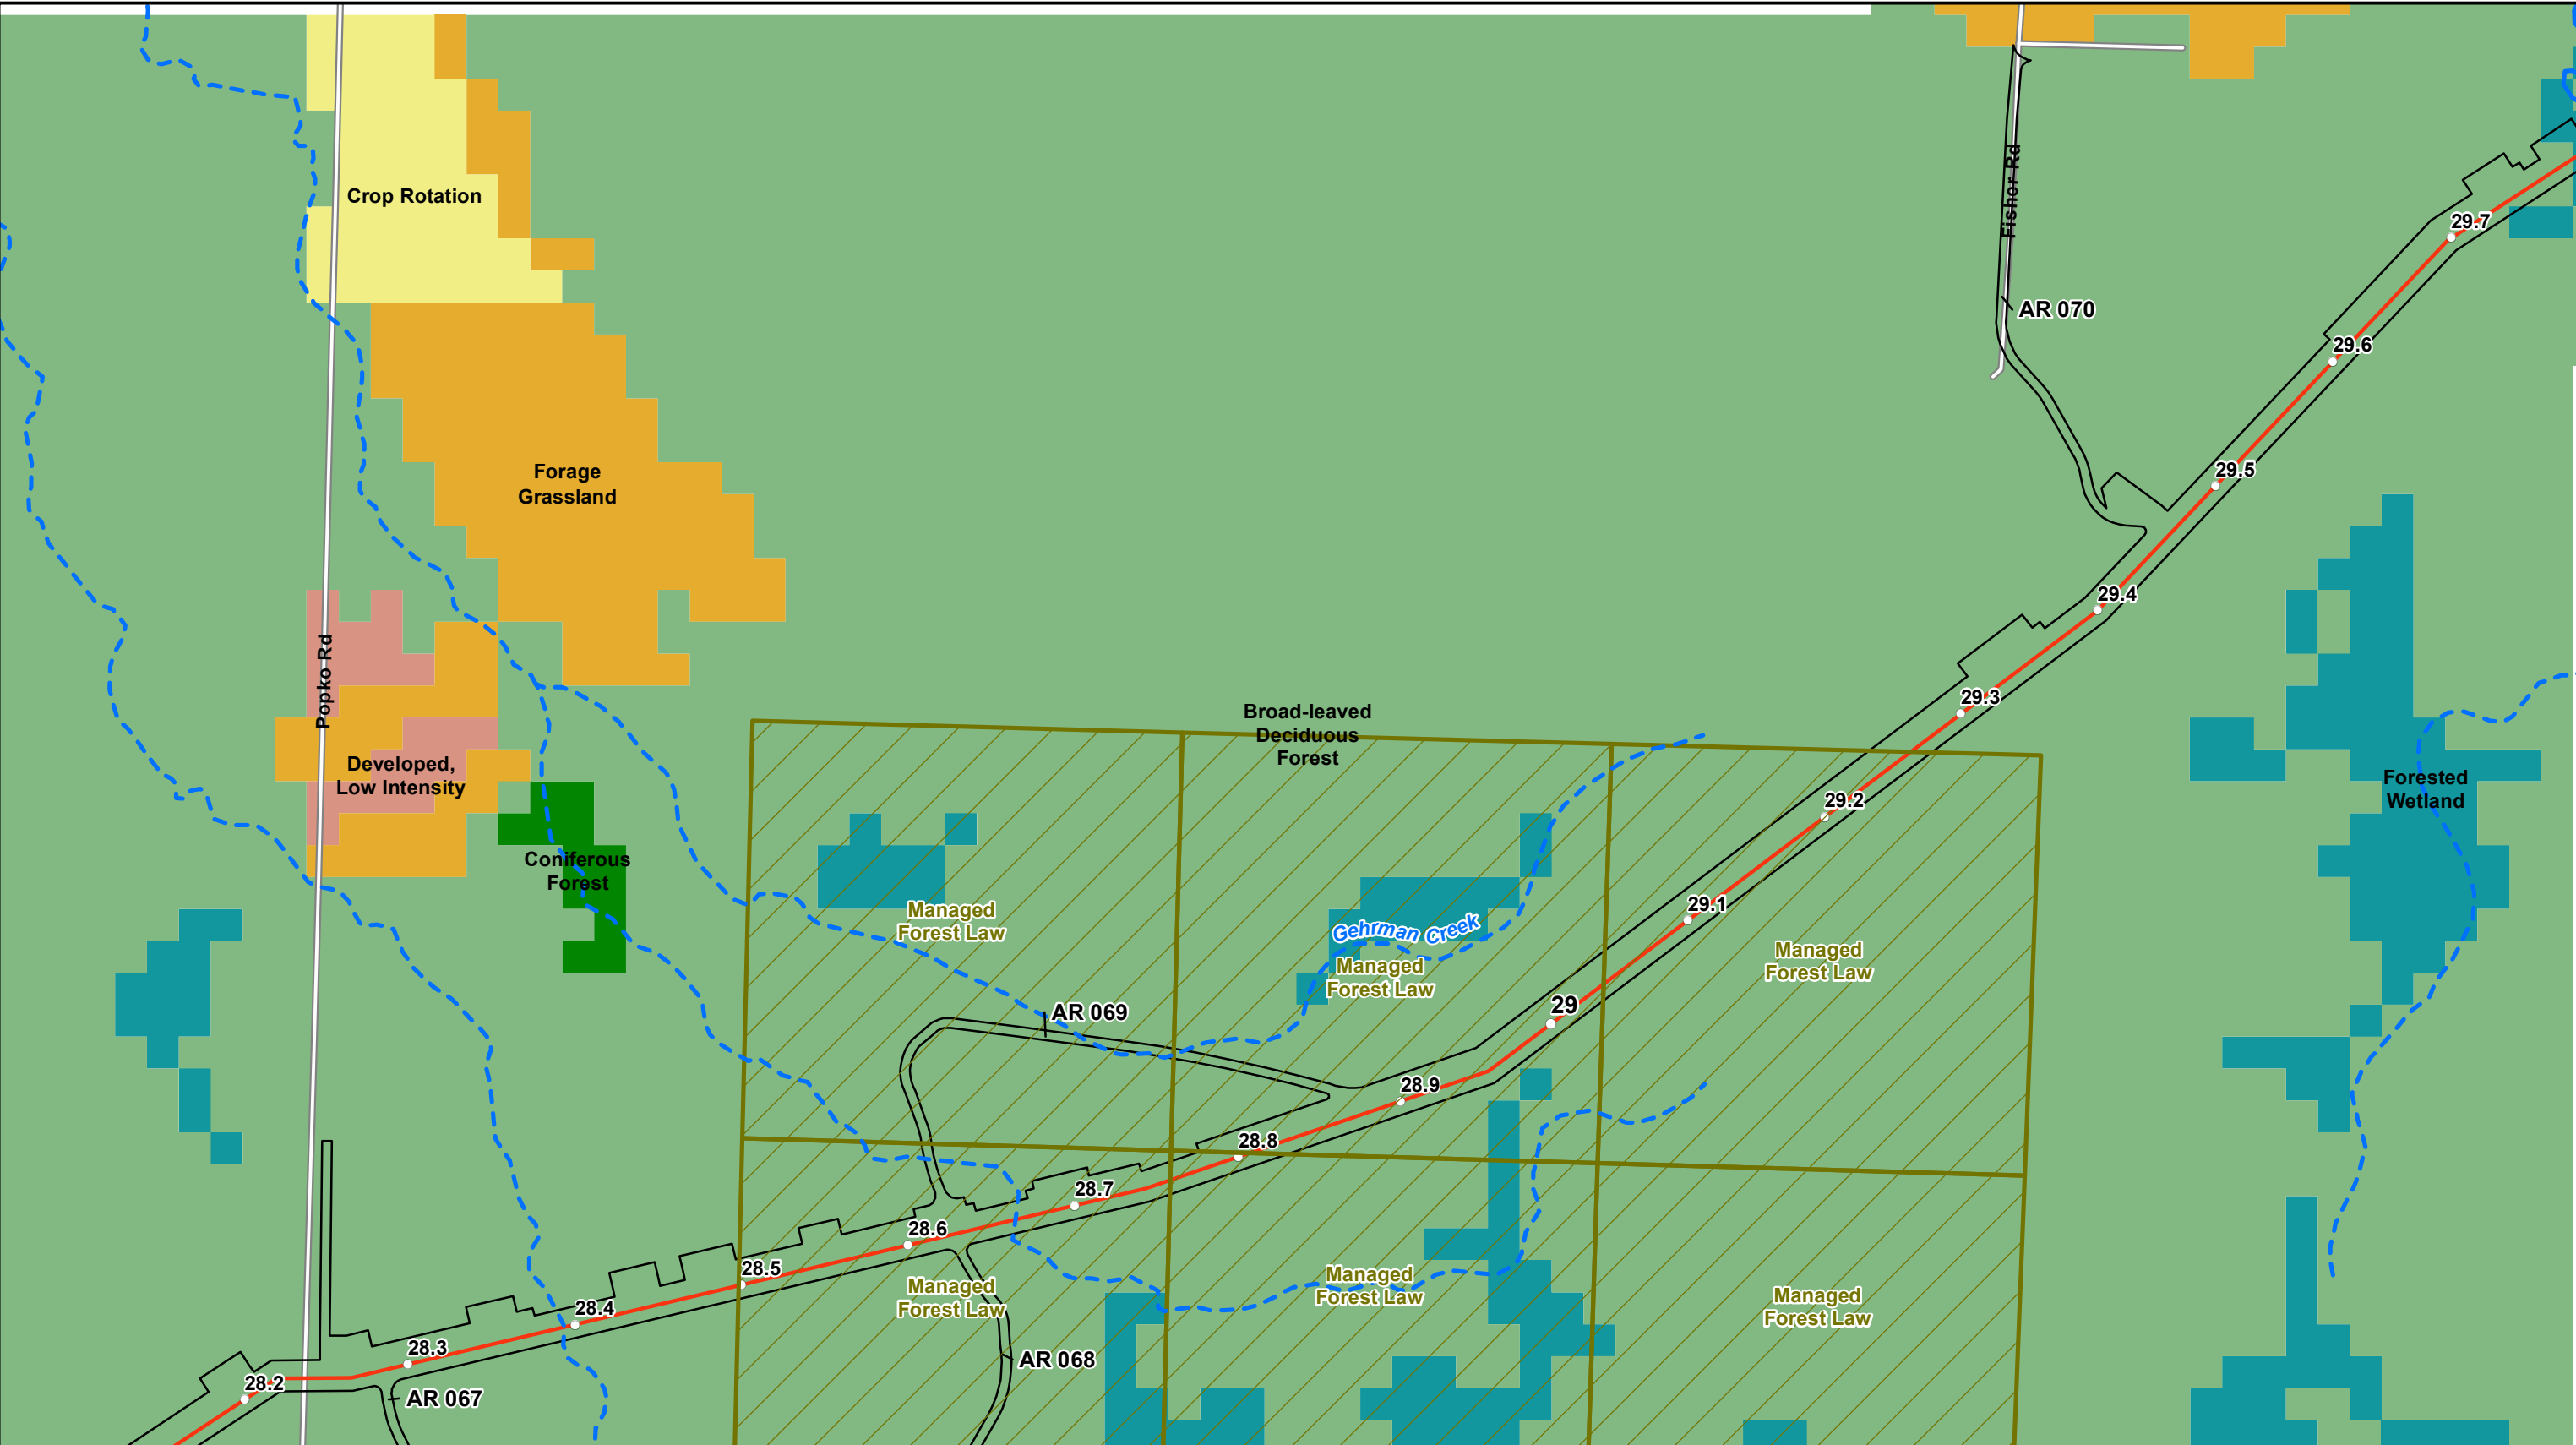 Crop Rotation
Fisher Rd
29.7
AR 070
29.6
Forage
Grassland
29.5
29.4
Popko Rd
29.3
Broad-leaved
Deciduous
Forest
Developed,
Low Intensity
Forested
Wetland
29.2
Coniferous
Forest
29.1
Managed
Forest Law
Gehrman Creek
Managed
Forest Law
Managed
Forest Law
29
AR 069
28.9
28.8
28.7
28.6
28.5
Managed
Forest Law
Managed
Forest Law
Managed
Forest Law
28.4
28.3
AR 068
28.2
AR 067